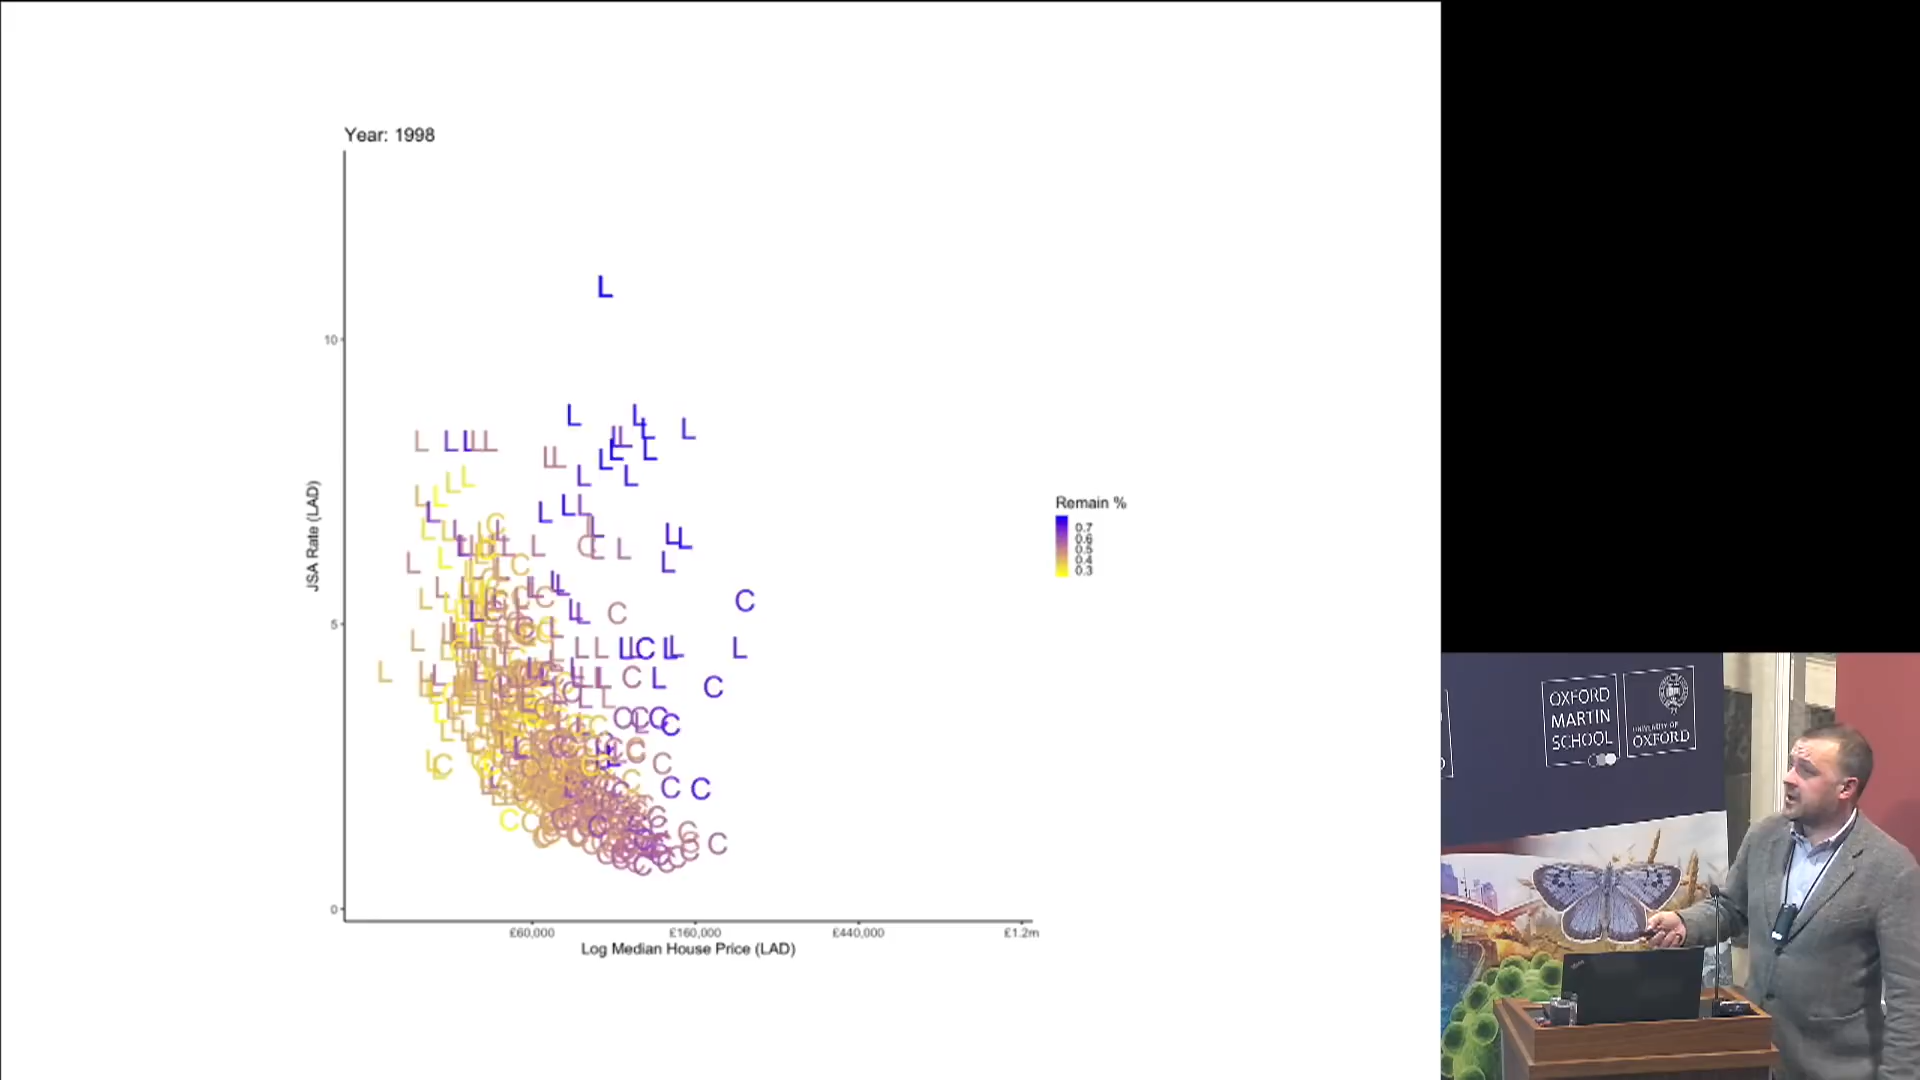 Year: 1998
10
5
0
JSA Rate (LAD)
£60,000
£160,000
£440,000
£1.2m
Log Median House Price (LAD)
Remain %
0.7
0.6
0.5
0.4
0.3
OXFORD
MARTIN
SCHOOL
UNIVERSITY OF
OXFORD